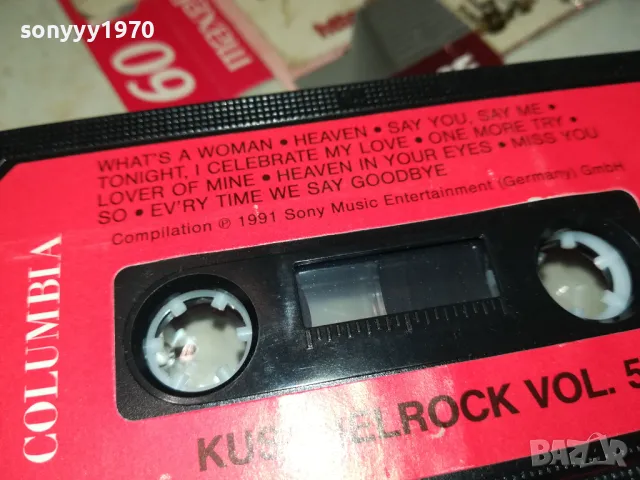 sonyyy1970
maxell
60
WHAT'S A WOMAN • HEAVEN • SAY YOU, SAY ME •
TONIGHT, I CELEBRATE MY LOVE • ONE MORE TRY •
LOVER OF MINE • HEAVEN IN YOUR EYES • MISS YOU
SO • EV'RY TIME WE SAY GOODBYE
Compilation ℗ 1991 Sony Music Entertainment (Germany) GmbH
COLUMBIA
VOL. 5
BAZAR